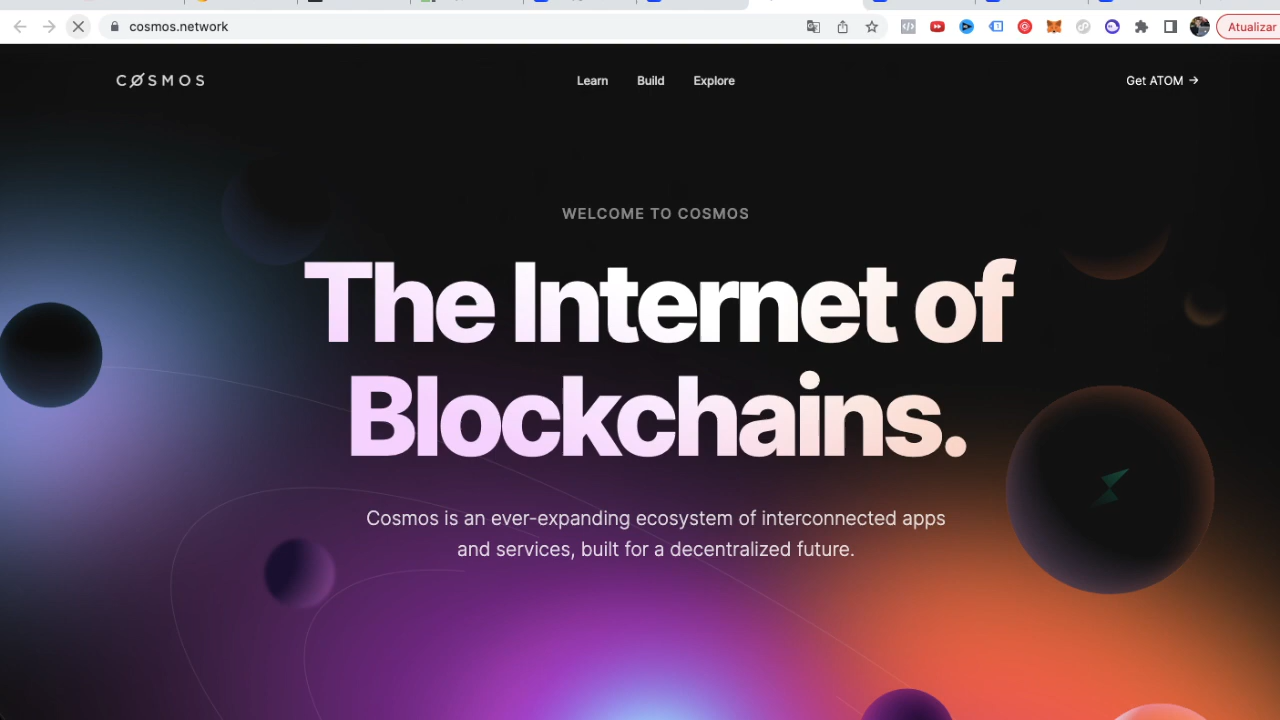 cosmos.network
Atualizar
CØSMOS
Learn
Build
Explore
Get ATOM →
WELCOME TO COSMOS
The Internet of
Blockchains.
Cosmos is an ever-expanding ecosystem of interconnected apps
and services, built for a decentralized future.